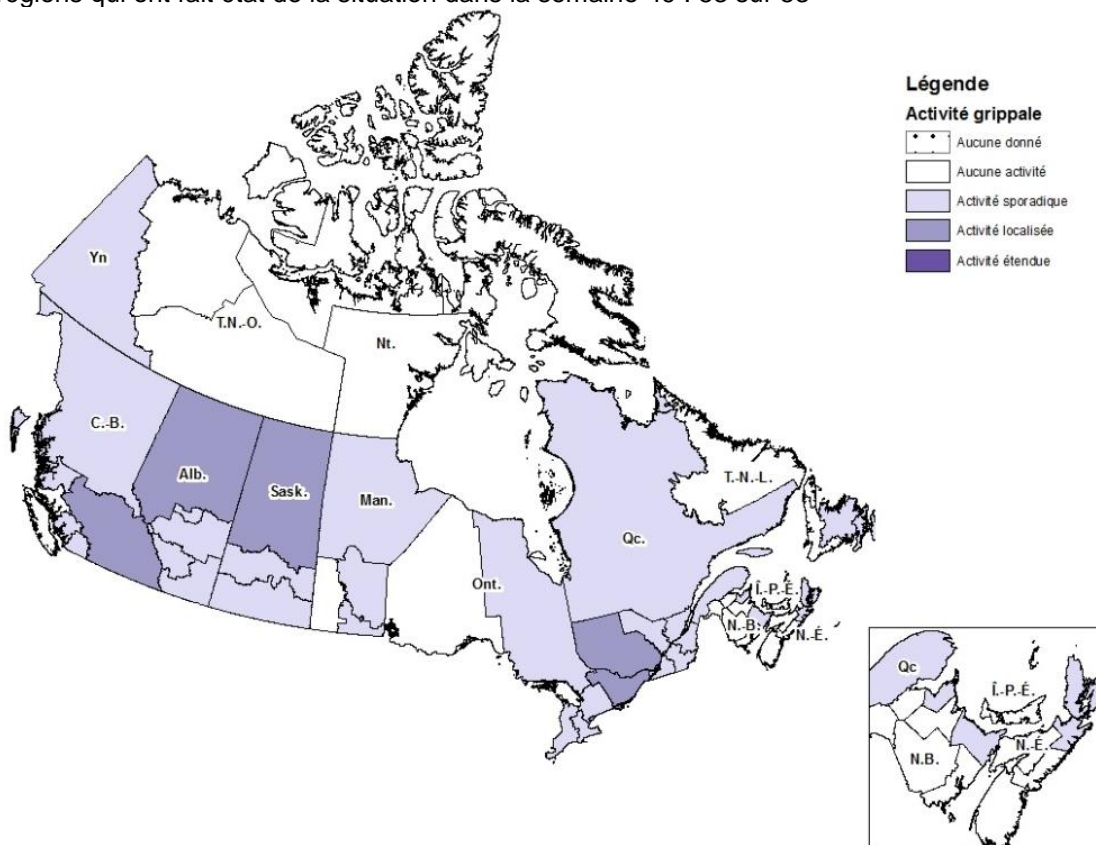 régions qui ont fait état de la situation dans la semaine
Légende
Activité grippale
Aucune donné
Aucune activité
Activité sporadique
Activité localisée
Activité étendue
Yn
T.N.-O.
Nt.
C.-B.
Alb.
Sask.
Man.
T.-N.-L.
Qc.
Ont.
Î.-P.-É.
N.-B.
N.-É.
Qc
Î.-P.-É.
N.-É.
N.B.